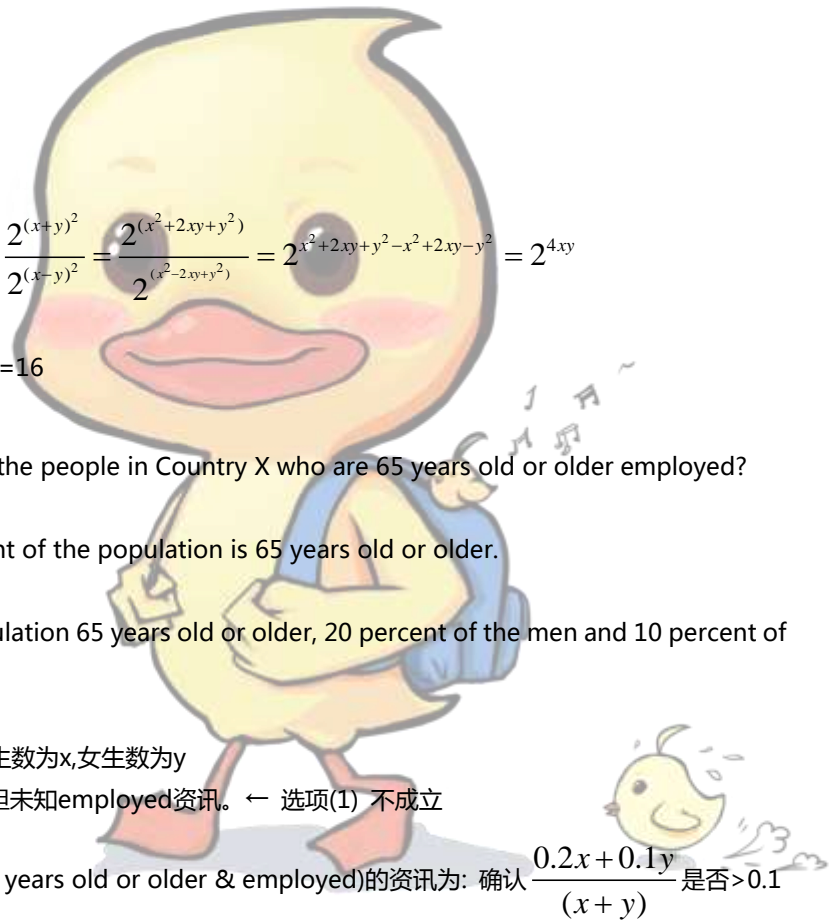 2^{(x+y)^2} / 2^{(x-y)^2} = 2^{(x^2+2xy+y^2)} / 2^{(x^2-2xy+y^2)} = 2^{x^2+2xy+y^2-x^2+2xy-y^2} = 2^{4xy}
=16
the people in Country X who are 65 years old or older employed?
nt of the population is 65 years old or older.
ulation 65 years old or older, 20 percent of the men and 10 percent of
生数为x,女生数为y
但未知employed资讯。← 选项(1) 不成立
years old or older & employed)的资讯为: 确认 (0.2x+0.1y)/(x+y) 是否>0.1